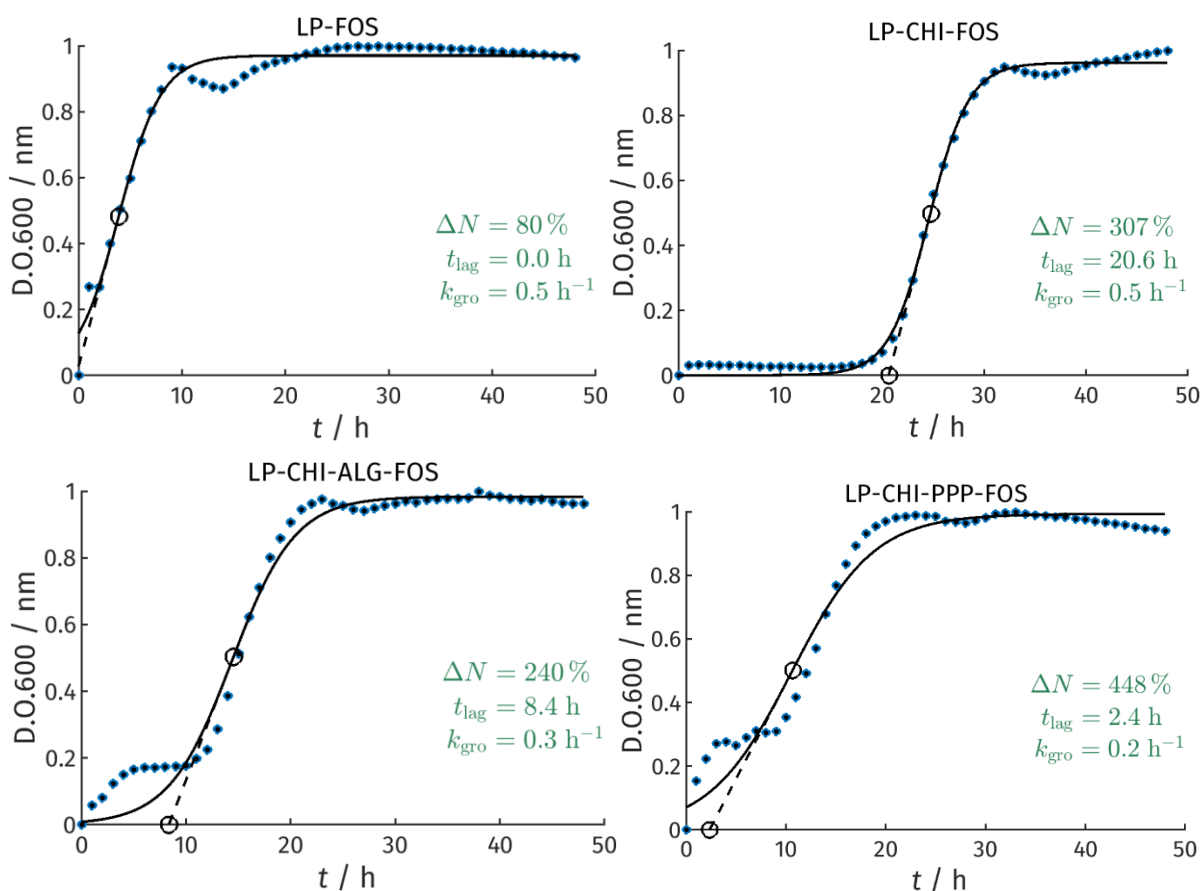 LP-FOS
D.O.600 / nm
1
0.8
0.6
0.4
0.2
0
0
10
20
30
40
50
t / h
ΔN = 80 %
t_lag = 0.0 h
k_gro = 0.5 h⁻¹
LP-CHI-FOS
D.O.600 / nm
1
0.8
0.6
0.4
0.2
0
0
10
20
30
40
50
t / h
ΔN = 307 %
t_lag = 20.6 h
k_gro = 0.5 h⁻¹
LP-CHI-ALG-FOS
D.O.600 / nm
1
0.8
0.6
0.4
0.2
0
0
10
20
30
40
50
t / h
ΔN = 240 %
t_lag = 8.4 h
k_gro = 0.3 h⁻¹
LP-CHI-PPP-FOS
D.O.600 / nm
1
0.8
0.6
0.4
0.2
0
0
10
20
30
40
50
t / h
ΔN = 448 %
t_lag = 2.4 h
k_gro = 0.2 h⁻¹